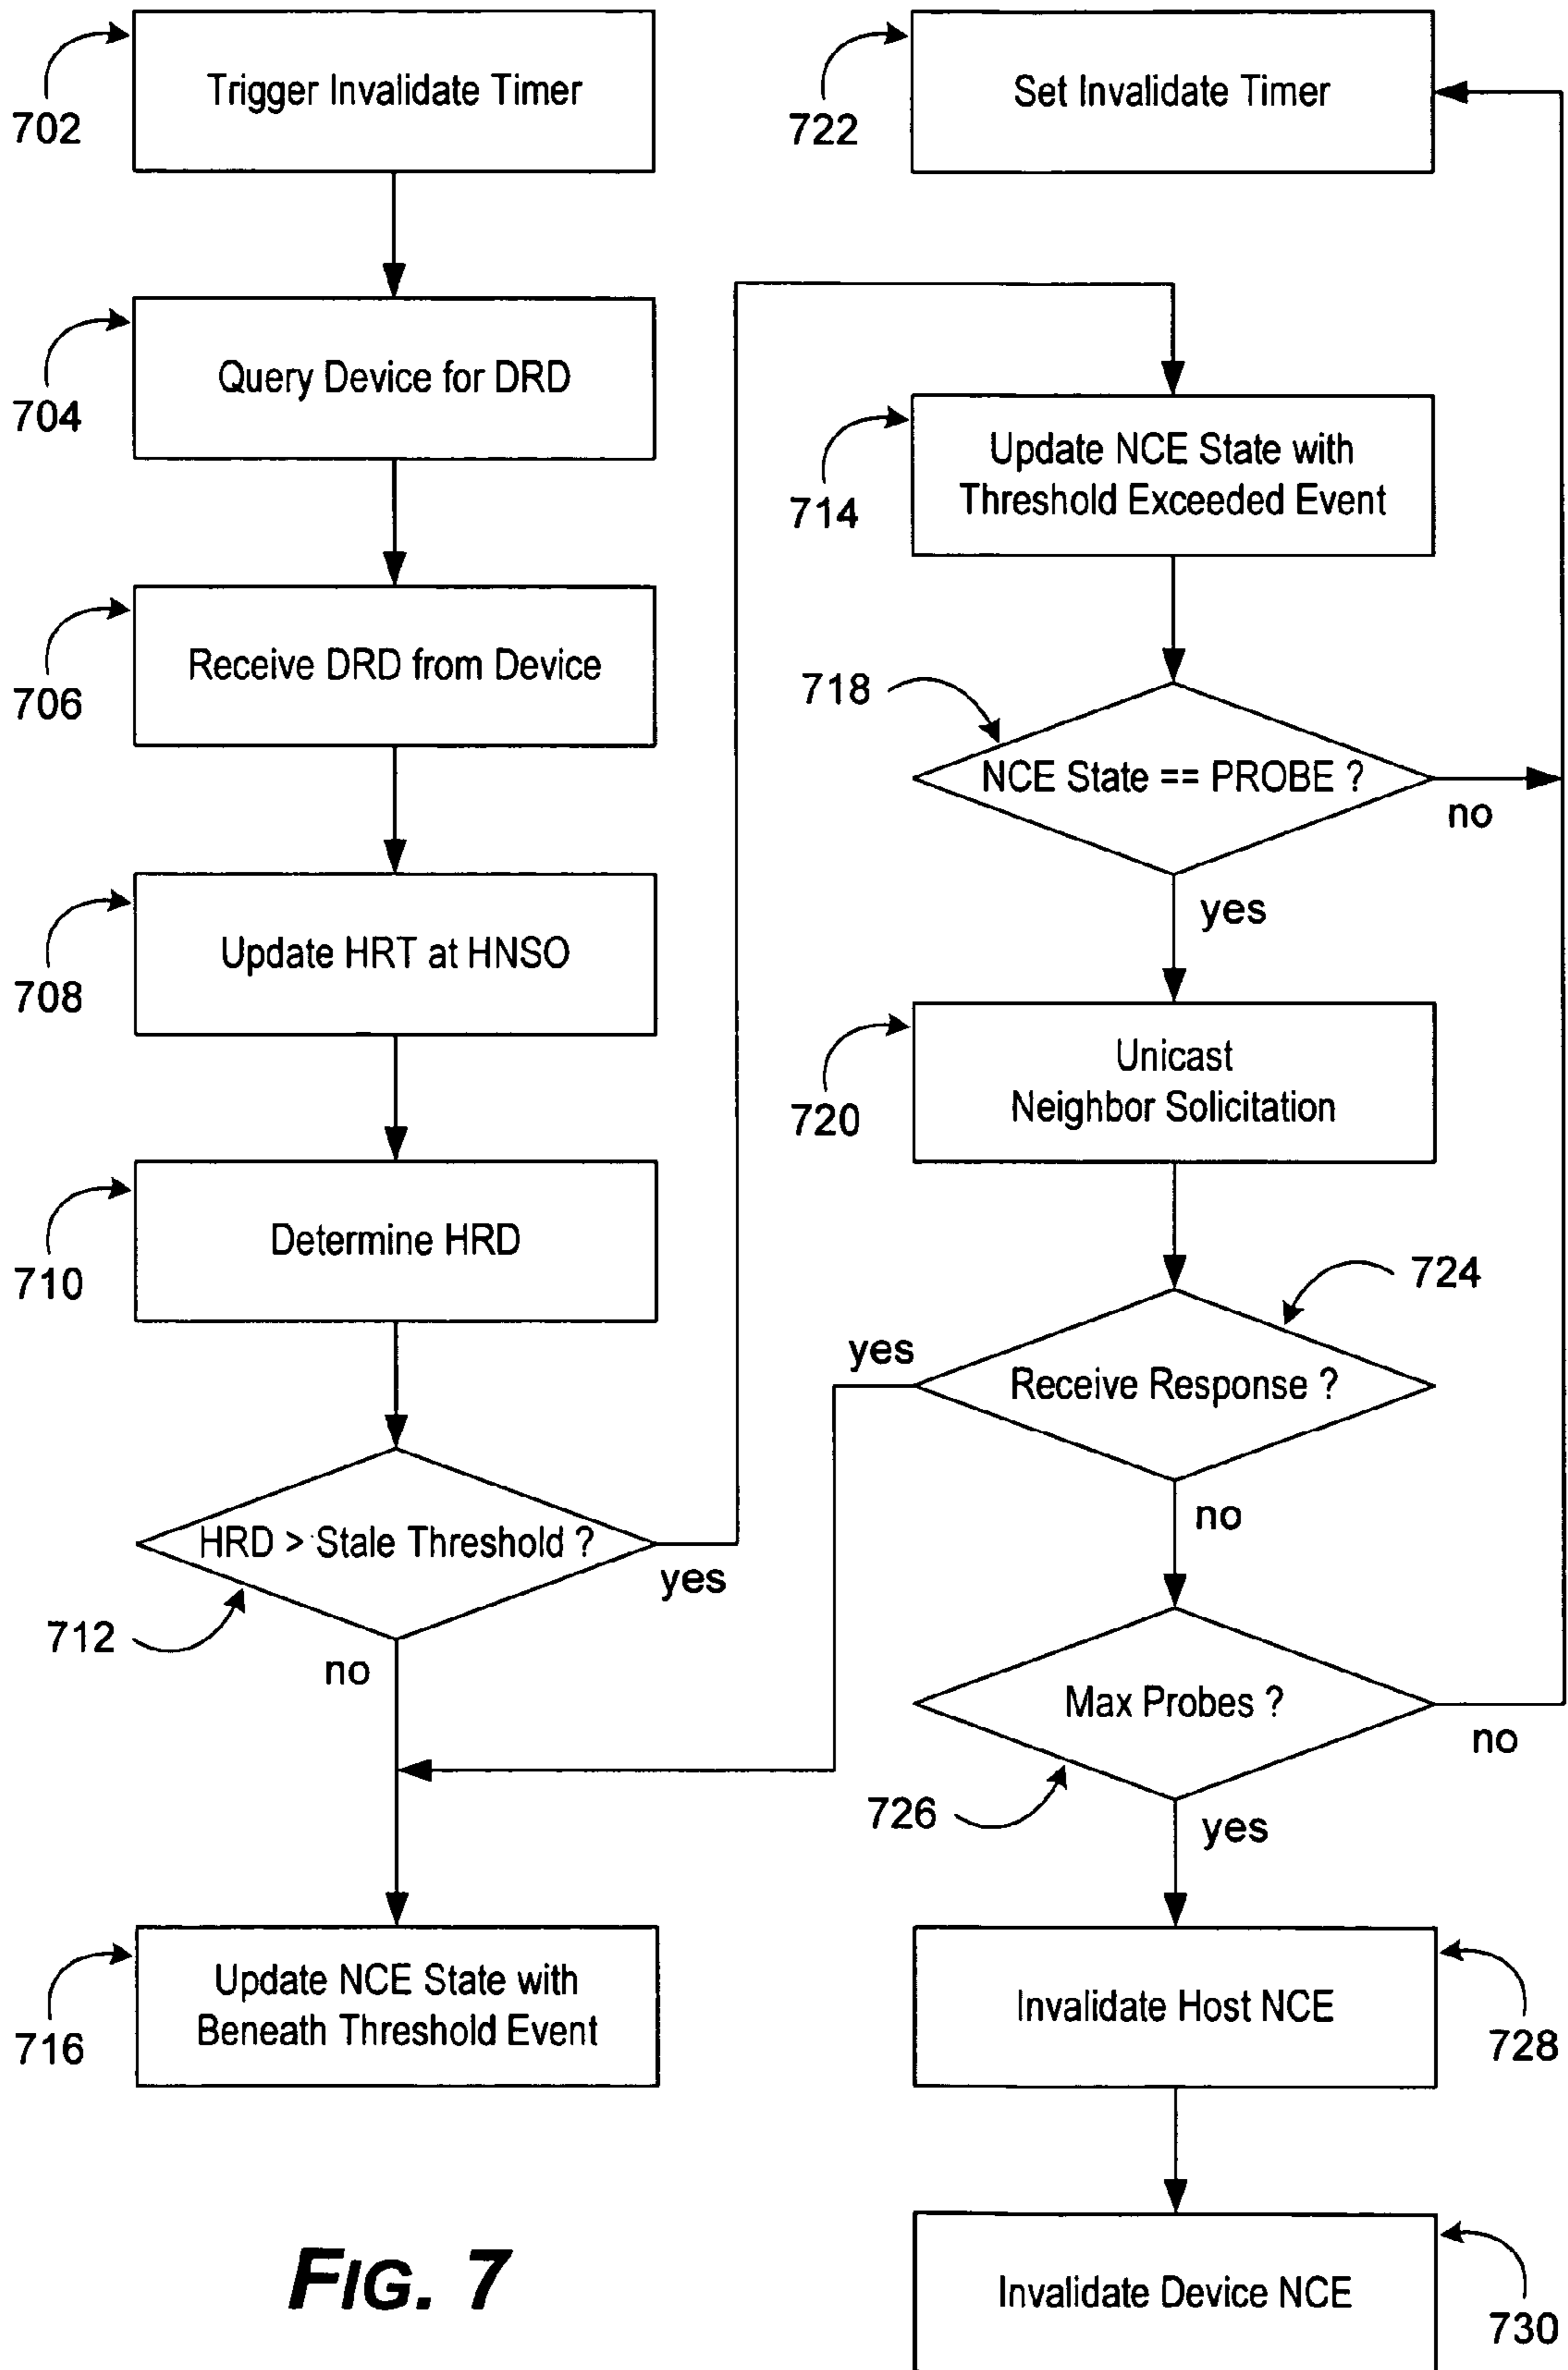 Trigger Invalidate Timer
702
Query Device for DRD
704
Receive DRD from Device
706
Update HRT at HNSO
708
Determine HRD
710
HRD > Stale Threshold ?
yes
712
no
Update NCE State with
Beneath Threshold Event
716
Set Invalidate Timer
722
Update NCE State with
Threshold Exceeded Event
714
718
NCE State == PROBE ?
no
yes
Unicast
Neighbor Solicitation
720
724
yes
Receive Response ?
no
Max Probes ?
no
726
yes
Invalidate Host NCE
728
Invalidate Device NCE
730
FIG. 7